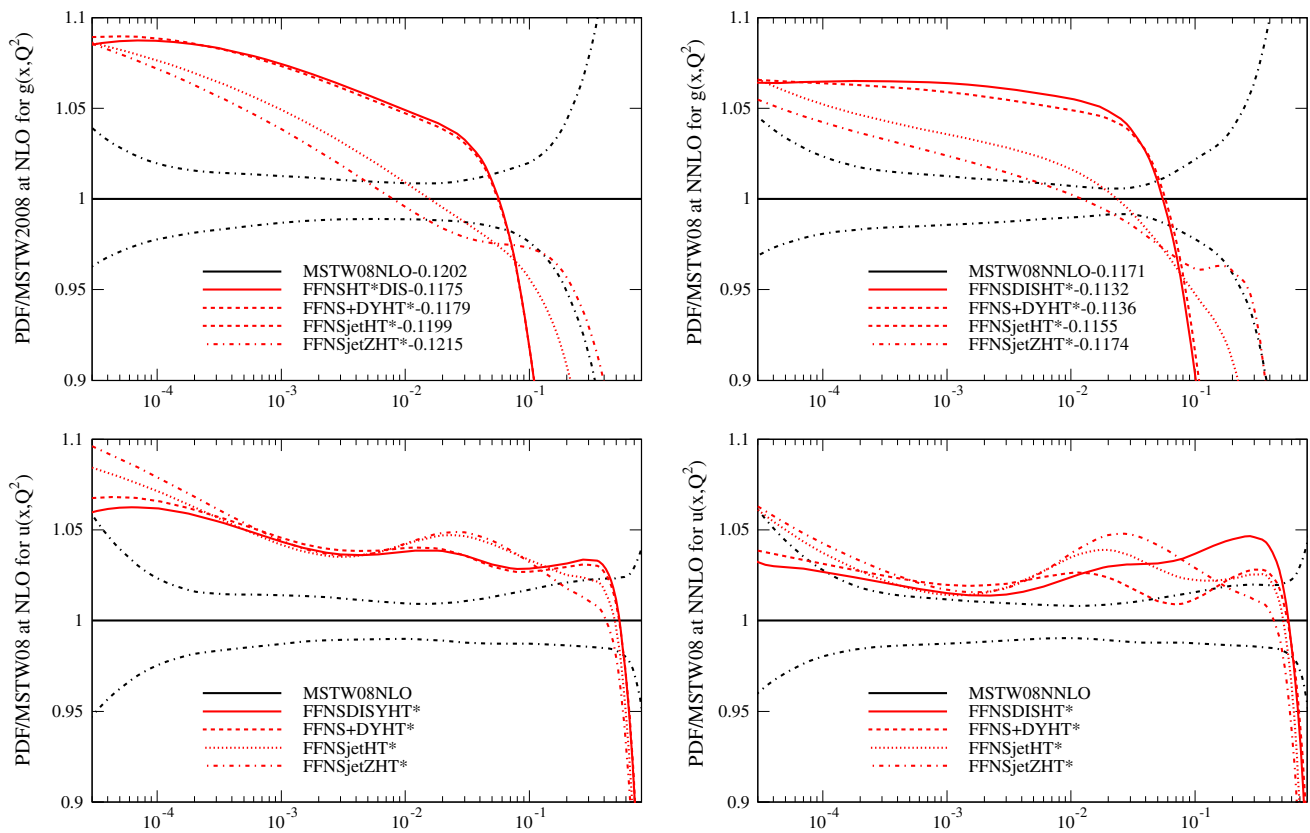 PDF/MSTW2008 at NLO for g(x,Q²)
1.1
1.05
1
0.95
0.9
MSTW08NLO-0.1202
FFNSHT*DIS-0.1175
FFNS+DYHT*-0.1179
FFNSjetHT*-0.1199
FFNSjetZHT*-0.1215
10⁻⁴ 10⁻³ 10⁻² 10⁻¹
PDF/MSTW08 at NNLO for g(x,Q²)
1.1
1.05
1
0.95
0.9
MSTW08NNLO-0.1171
FFNSDISHT*-0.1132
FFNS+DYHT*-0.1136
FFNSjetHT*-0.1155
FFNSjetZHT*-0.1174
10⁻⁴ 10⁻³ 10⁻² 10⁻¹
PDF/MSTW08 at NLO for u(x,Q²)
1.1
1.05
1
0.95
0.9
MSTW08NLO
FFNSDISYHT*
FFNS+DYHT*
FFNSjetHT*
FFNSjetZHT*
10⁻⁴ 10⁻³ 10⁻² 10⁻¹
PDF/MSTW08 at NNLO for u(x,Q²)
1.1
1.05
1
0.95
0.9
MSTW08NNLO
FFNSDISHT*
FFNS+DYHT*
FFNSjetHT*
FFNSjetZHT*
10⁻⁴ 10⁻³ 10⁻² 10⁻¹